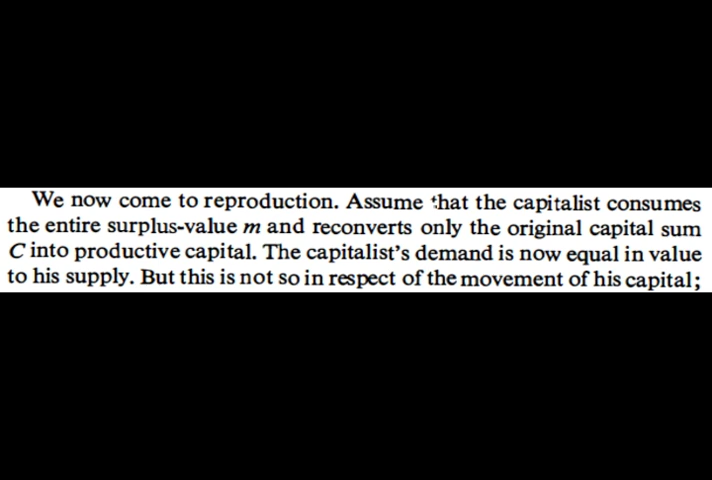 We now come to reproduction. Assume that the capitalist consumes
the entire surplus-value m and reconverts only the original capital sum
C into productive capital. The capitalist's demand is now equal in value
to his supply. But this is not so in respect of the movement of his capital;